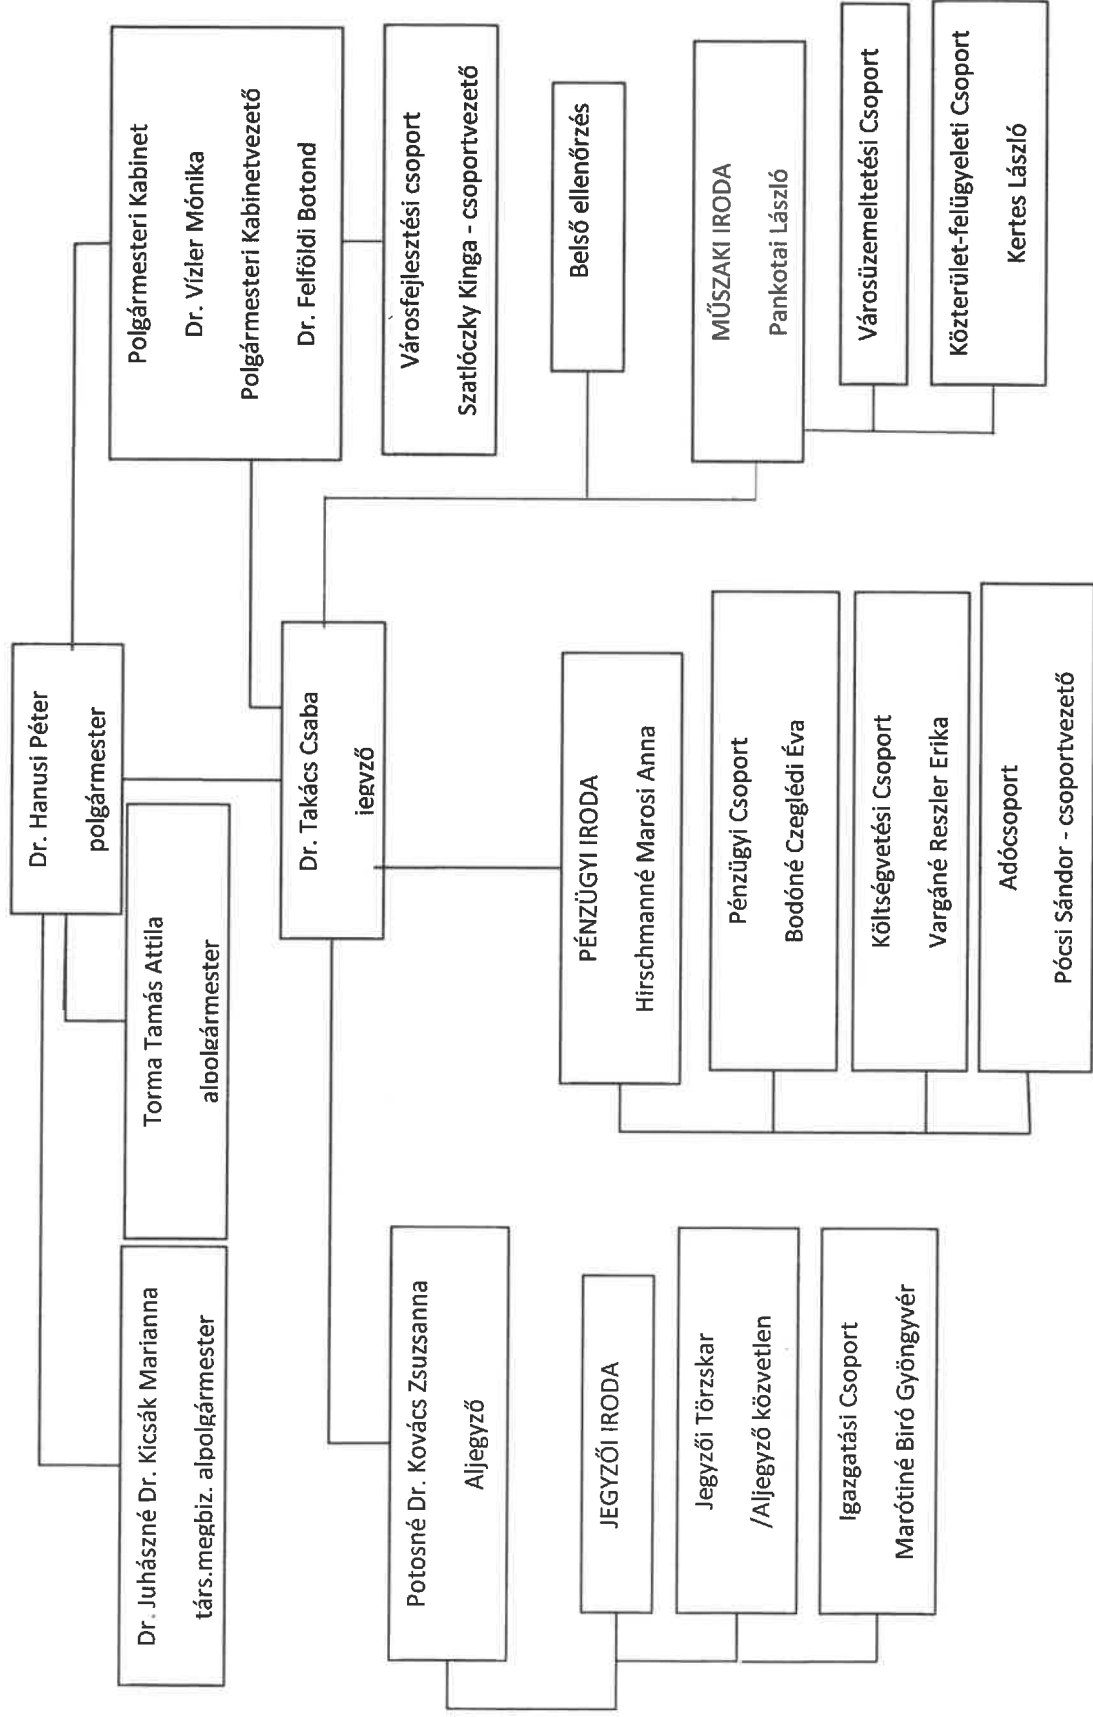 Dr. Hanusi Péter
polgármester
Dr. Juhászné Dr. Kicsák Marianna
társ.megbiz. alpolgármester
Torma Tamás Attila
alpolgármester
Polgármesteri Kabinet
Dr. Vízler Mónika
Polgármesteri Kabinetvezető
Dr. Felföldi Botond
Városfejlesztési csoport
Szatlóczky Kinga - csoportvezető
Dr. Takács Csaba
jegyző
Potosné Dr. Kovács Zsuzsanna
Aljegyző
JEGYZŐI IRODA
Jegyzői Törzskar
/Aljegyző közvetlen
Igazgatási Csoport
Marótiné Biró Gyöngyvér
PÉNZÜGYI IRODA
Hirschmanné Marosi Anna
Pénzügyi Csoport
Bodóné Czeglédi Éva
Költségvetési Csoport
Vargáné Reszler Erika
Adócsoport
Pócsi Sándor - csoportvezető
Belső ellenőrzés
MŰSZAKI IRODA
Pankotai László
Városüzemeltetési Csoport
Közterület-felügyeleti Csoport
Kertes László